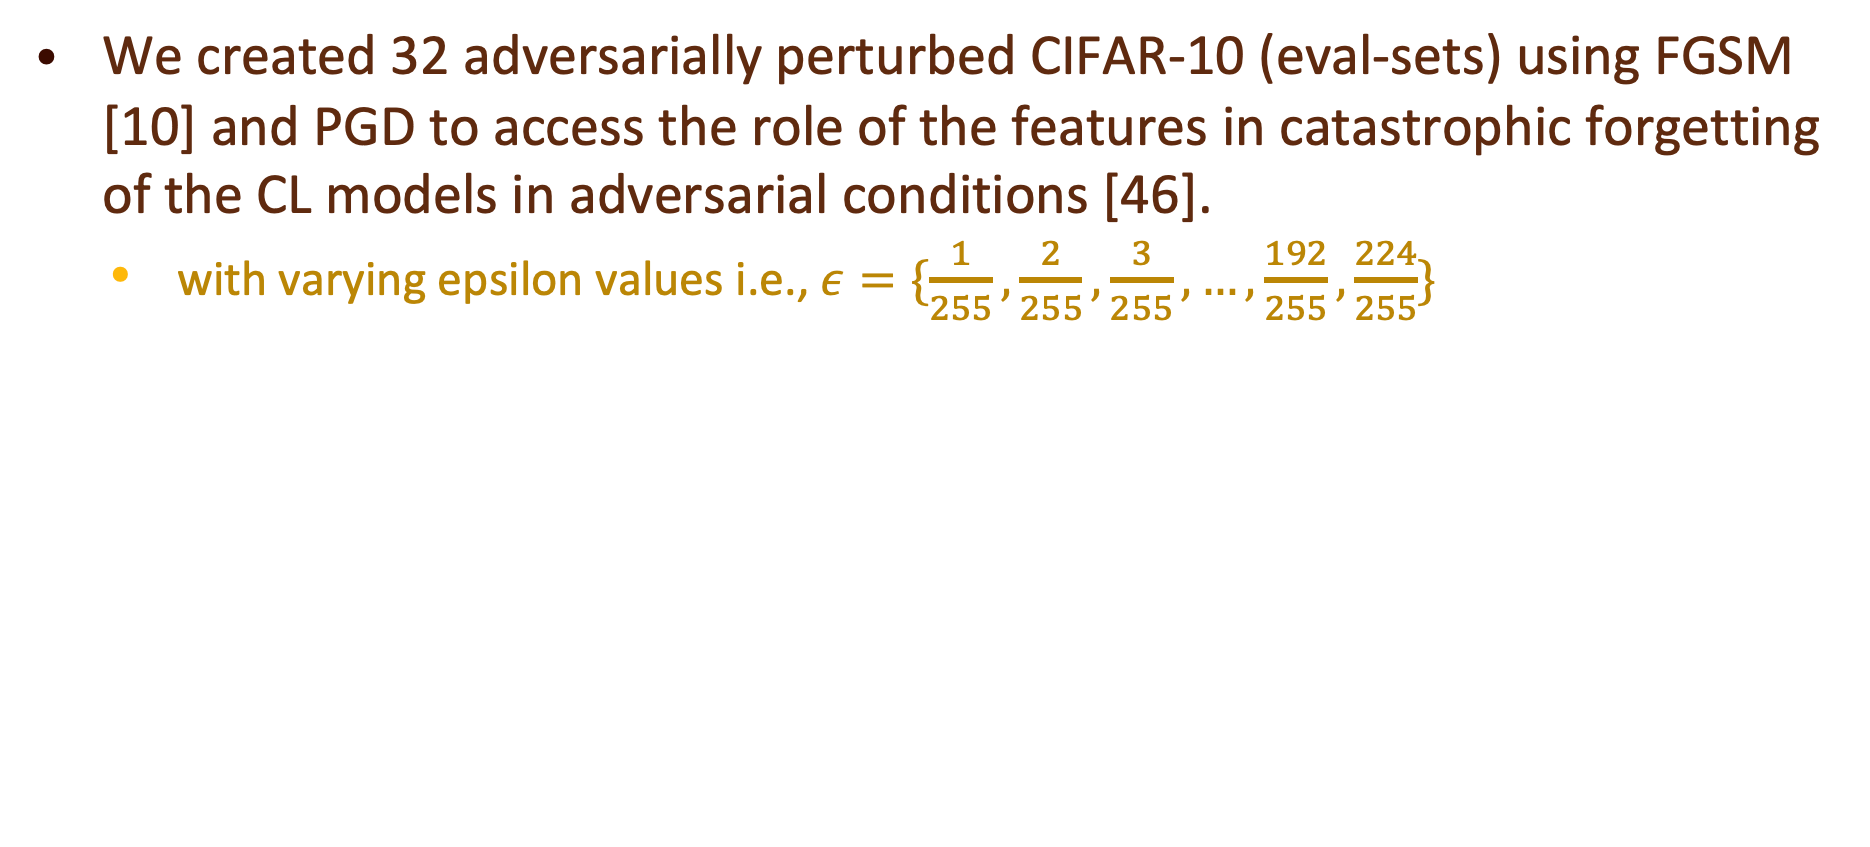 • We created 32 adversarially perturbed CIFAR-10 (eval-sets) using FGSM
[10] and PGD to access the role of the features in catastrophic forgetting
of the CL models in adversarial conditions [46].
• with varying epsilon values i.e., ϵ = {1/255, 2/255, 3/255, ..., 192/255, 224/255}